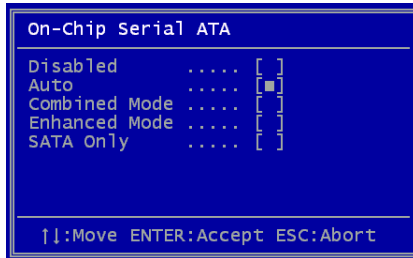 On-Chip Serial ATA
Disabled ..... [ ]
Auto ..... [■]
Combined Mode ..... [ ]
Enhanced Mode ..... [ ]
SATA Only ..... [ ]
↑↓:Move ENTER:Accept ESC:Abort